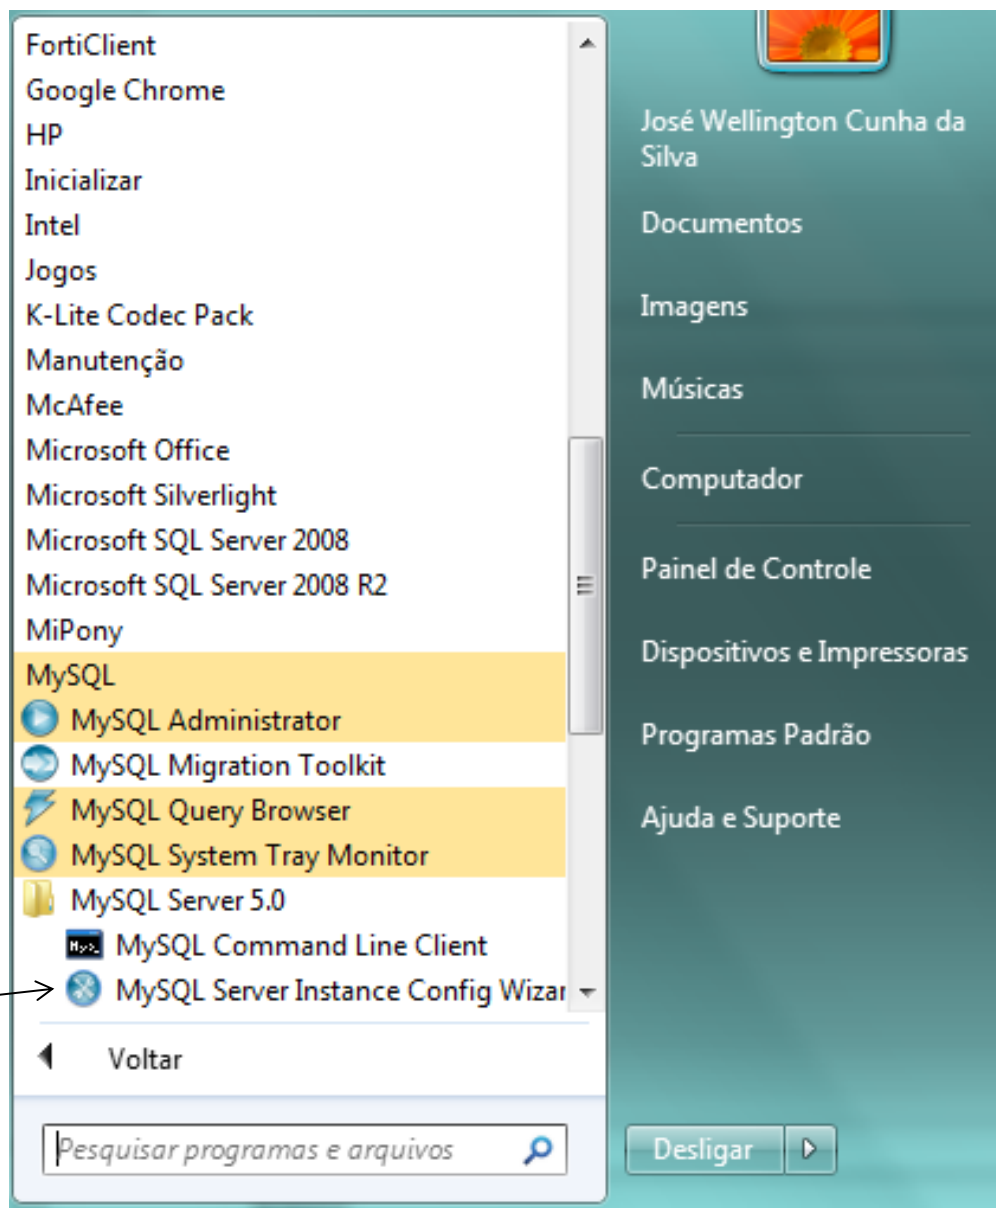 FortiClient
Google Chrome
HP
Inicializar
Intel
Jogos
K-Lite Codec Pack
Manutenção
McAfee
Microsoft Office
Microsoft Silverlight
Microsoft SQL Server 2008
Microsoft SQL Server 2008 R2
MiPony
MySQL
MySQL Administrator
MySQL Migration Toolkit
MySQL Query Browser
MySQL System Tray Monitor
MySQL Server 5.0
MySQL Command Line Client
MySQL Server Instance Config Wizar
Voltar
Pesquisar programas e arquivos
José Wellington Cunha da
Silva
Documentos
Imagens
Músicas
Computador
Painel de Controle
Dispositivos e Impressoras
Programas Padrão
Ajuda e Suporte
Desligar